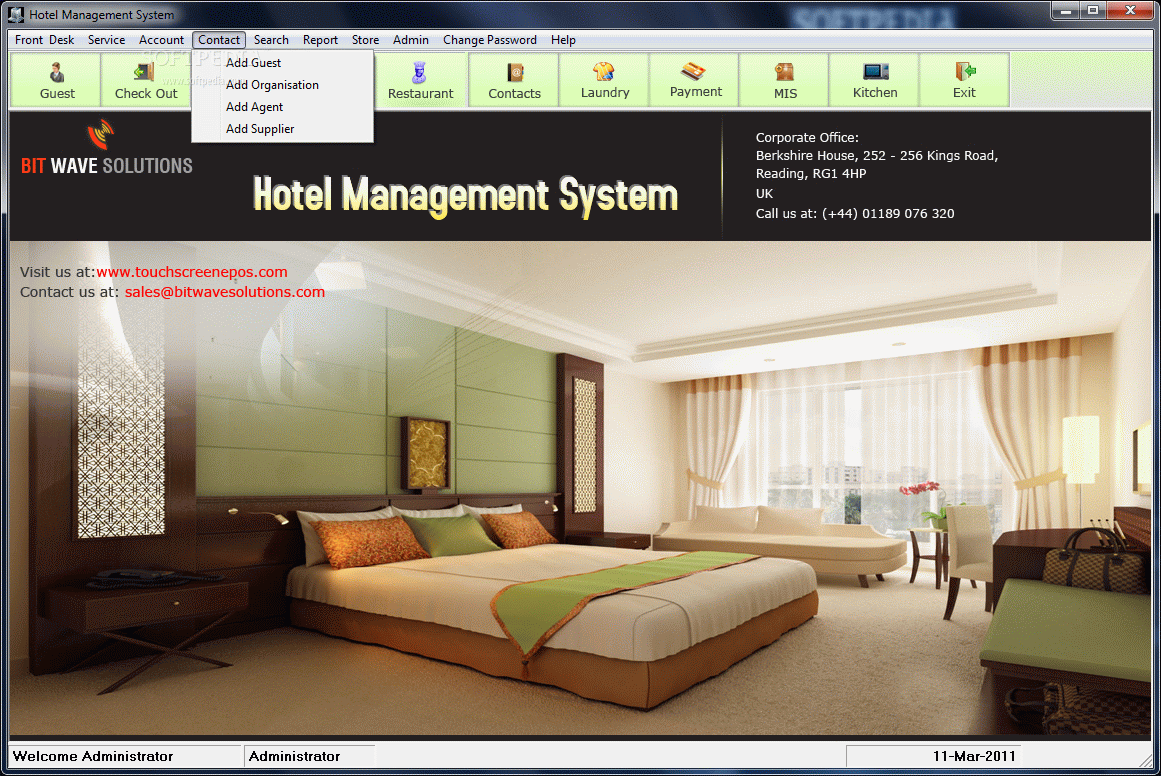 Hotel Management System
SOFTPEDIA
Front Desk Service Account Contact Search Report Store Admin Change Password Help
SOFTPEDIA
Add Guest
Add Organisation
Add Agent
Add Supplier
Guest Check Out Restaurant Contacts Laundry Payment MIS Kitchen Exit
BIT WAVE SOLUTIONS
Hotel Management System
Corporate Office:
Berkshire House, 252 - 256 Kings Road,
Reading, RG1 4HP
UK
Call us at: (+44) 01189 076 320
Visit us at:www.touchscreenepos.com
Contact us at: sales@bitwavesolutions.com
Welcome Administrator Administrator 11-Mar-2011